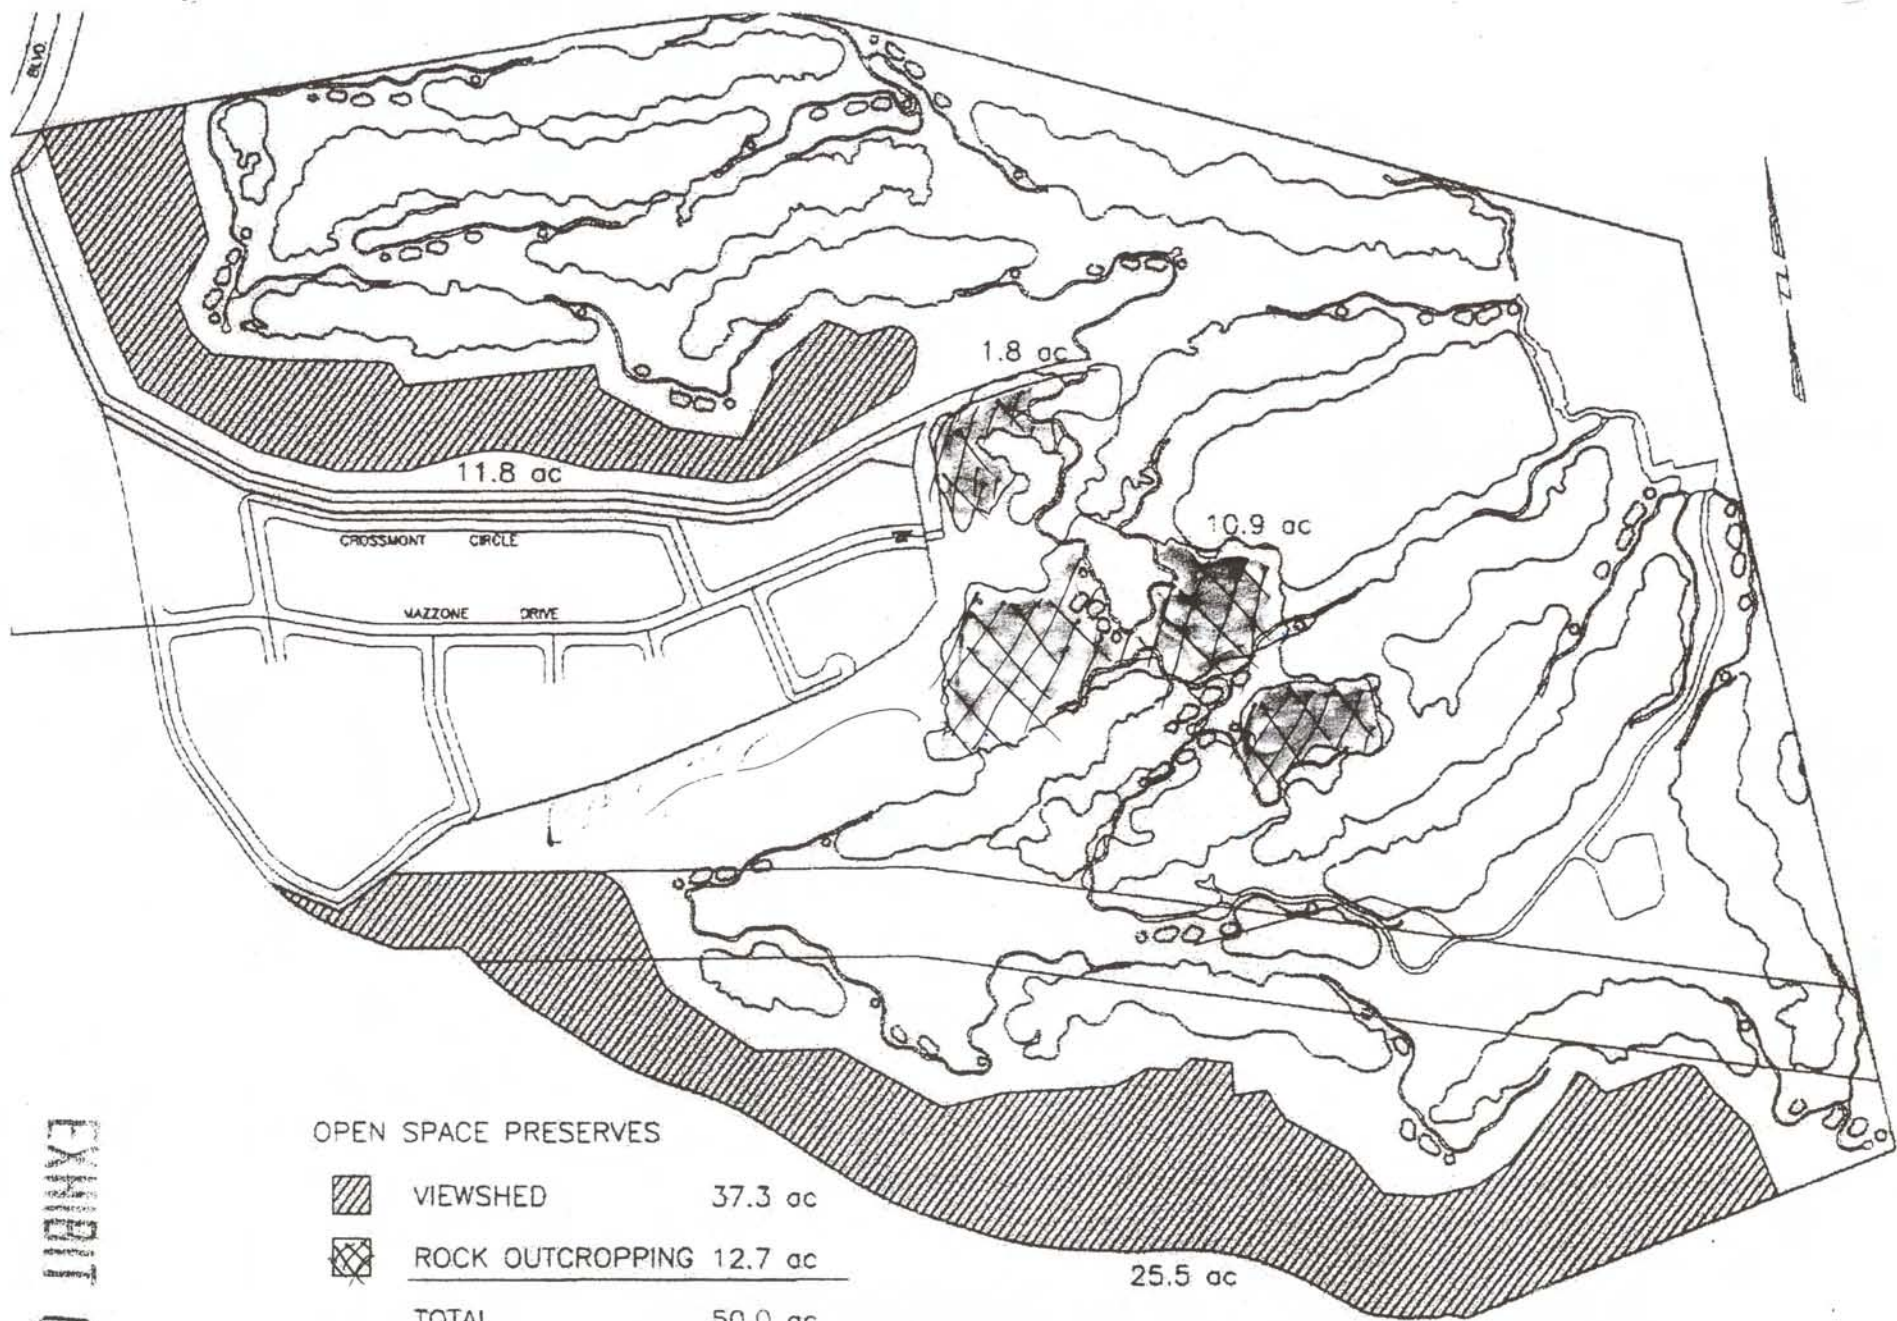 BLVD.
1.8 ac
11.8 ac
10.9 ac
CROSSMONT CIRCLE
MAZZONE DRIVE
OPEN SPACE PRESERVES
VIEWSHED 37.3 ac
ROCK OUTCROPPING 12.7 ac
TOTAL 50.0 ac
25.5 ac
EXHIBIT